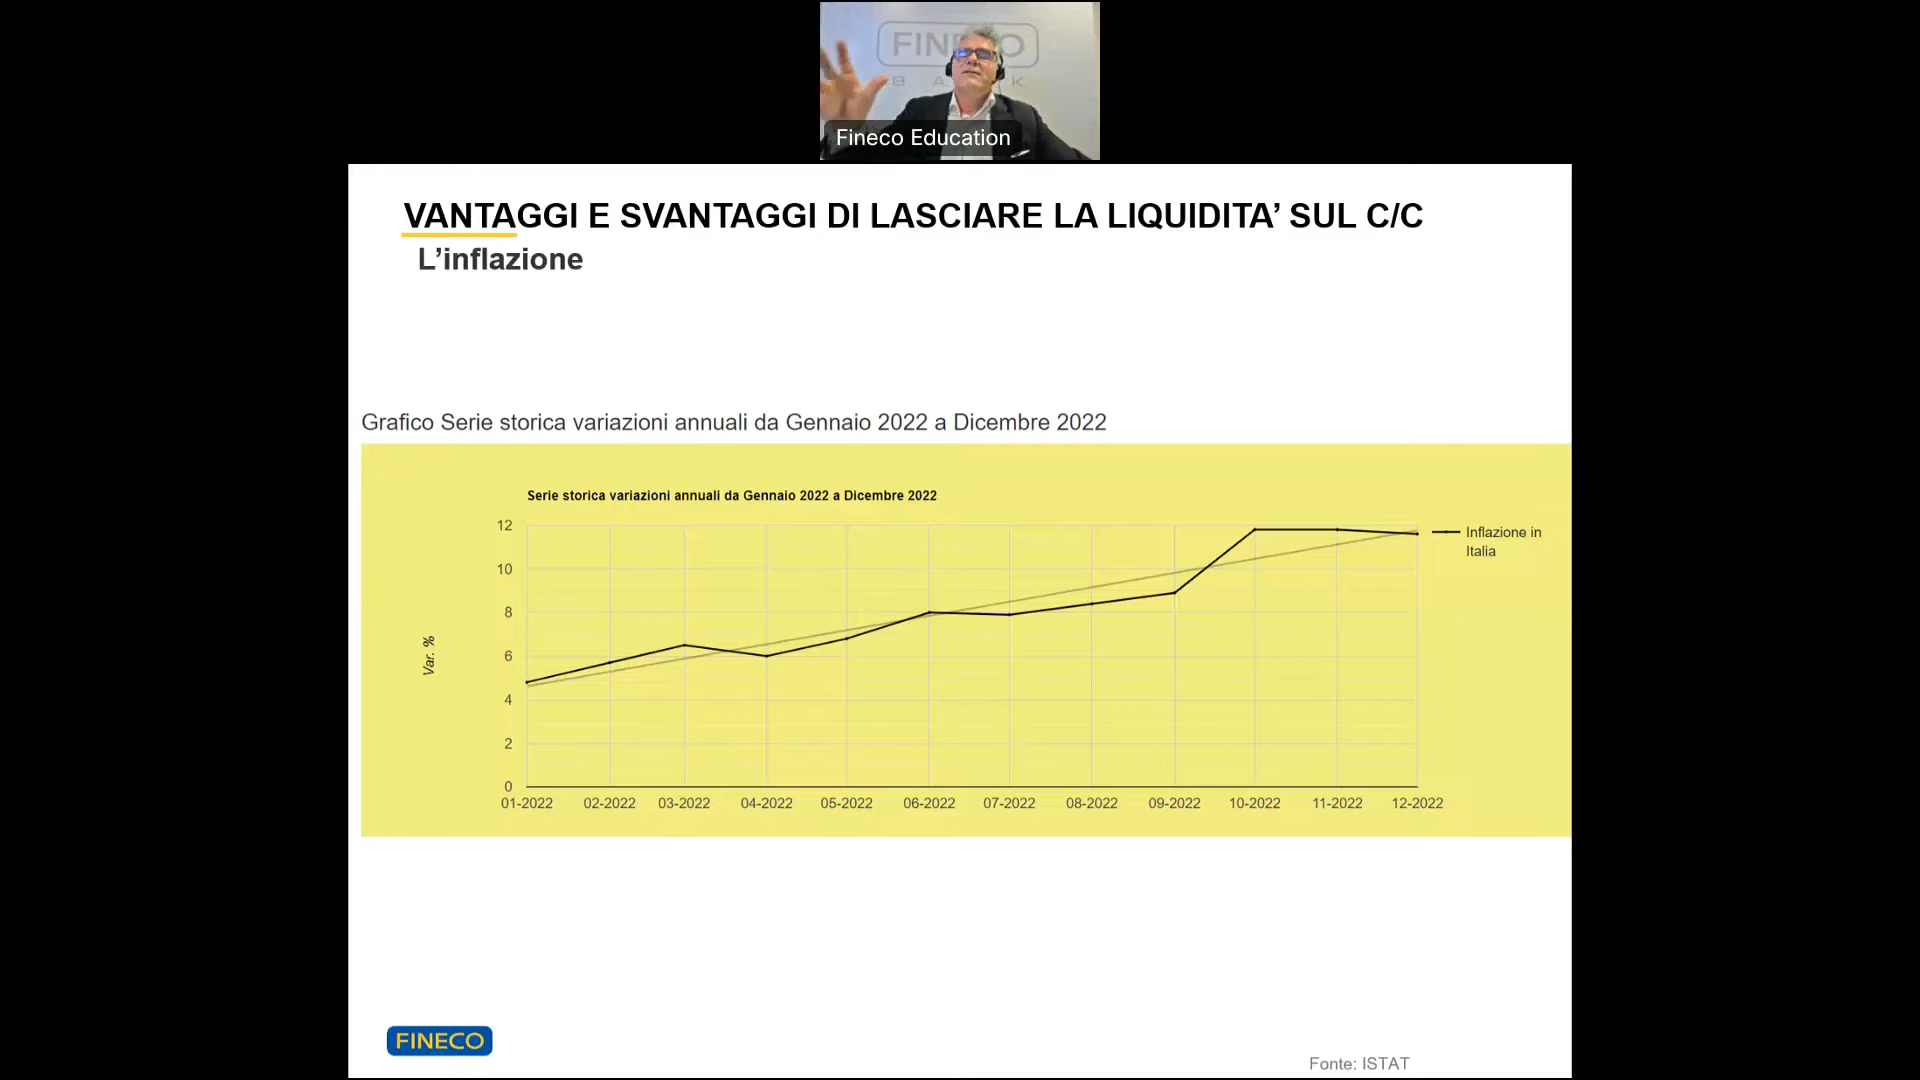 FINECO
BANK
Fineco Education
VANTAGGI E SVANTAGGI DI LASCIARE LA LIQUIDITA’ SUL C/C
L’inflazione
Grafico Serie storica variazioni annuali da Gennaio 2022 a Dicembre 2022
Serie storica variazioni annuali da Gennaio 2022 a Dicembre 2022
12
10
8
6
4
2
0
Var. %
Inflazione in
Italia
01-2022 02-2022 03-2022 04-2022 05-2022 06-2022 07-2022 08-2022 09-2022 10-2022 11-2022 12-2022
FINECO
Fonte: ISTAT